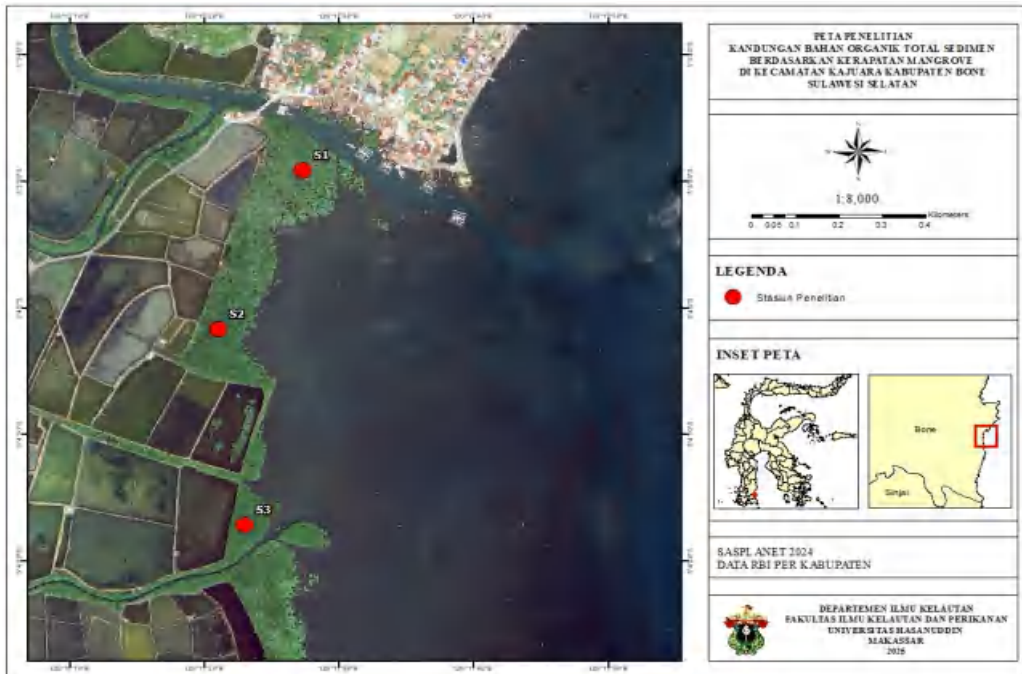 PETA PENELITIAN
KANDUNGAN BAHAN ORGANIK TOTAL SEDIMEN
BERDASARKAN KERAPATAN MANGROVE
DI KECAMATAN KAJUARA KABUPATEN BONE
SULAWESI SELATAN
1:8,000
Kilometers
0 0.05 0.1 0.2 0.3 0.4
LEGENDA
Stasiun Penelitian
INSET PETA
Bone
Sinjai
SASPLANET 2024
DATA RBI PER KABUPATEN
DEPARTEMEN ILMU KELAUTAN
FAKULTAS ILMU KELAUTAN DAN PERIKANAN
UNIVERSITAS HASANUDDIN
MAKASSAR
S1
S2
S3